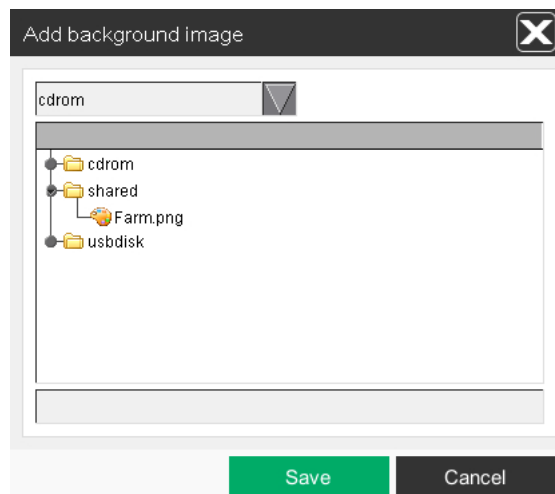 Add background image
cdrom
cdrom
shared
Farm.png
usbdisk
Save
Cancel